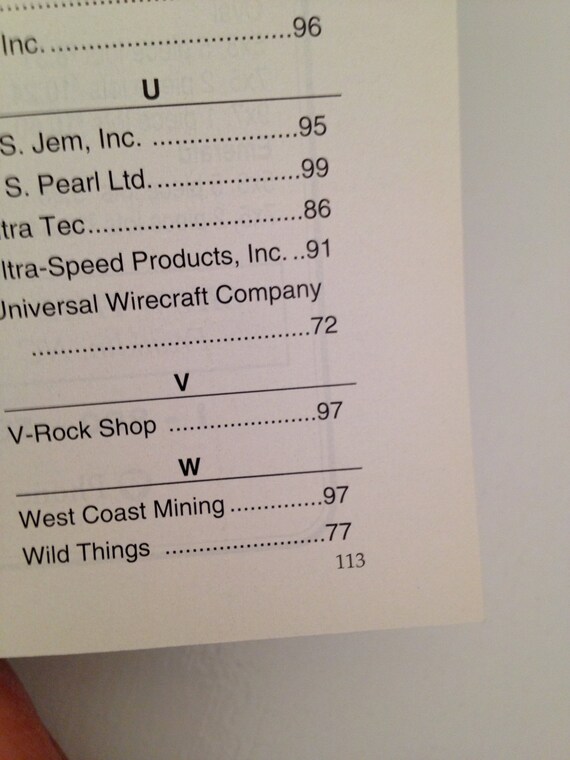 Inc. ..................................96
U
S. Jem, Inc. .....................95
S. Pearl Ltd.....................99
tra Tec..............................86
ltra-Speed Products, Inc. ..91
Universal Wirecraft Company
.......................................72
V
V-Rock Shop .....................97
W
West Coast Mining .............97
Wild Things .......................77
113